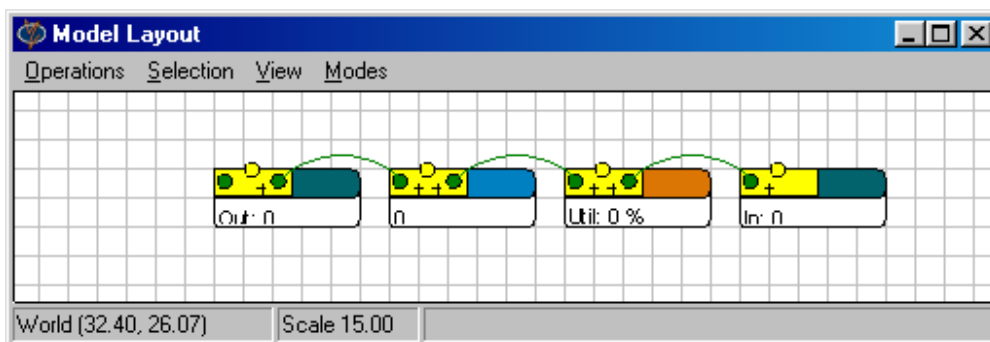 Model Layout
Operations Selection View Modes
Out: 0
0
Util: 0 %
In: 0
World (32.40, 26.07)
Scale 15.00